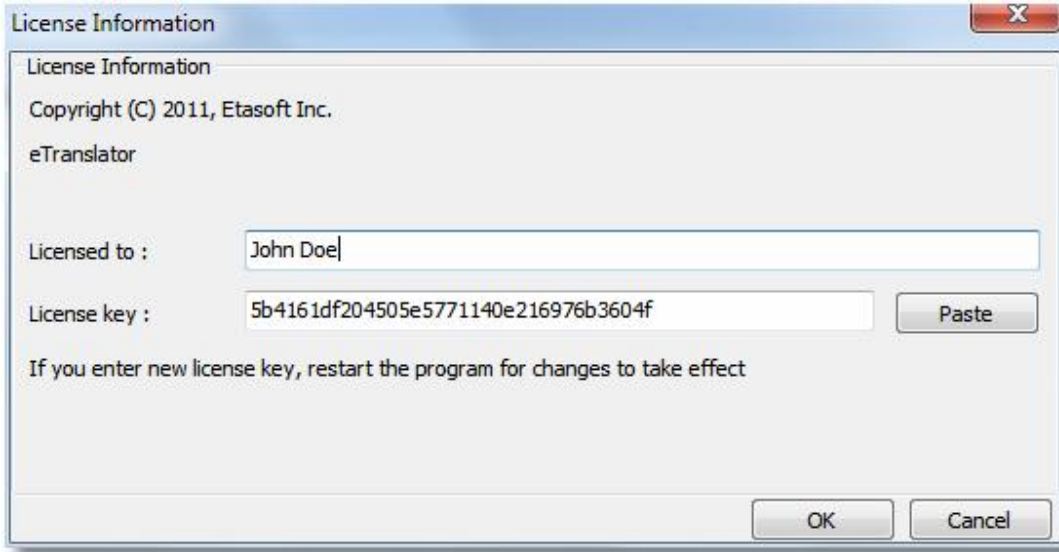 License Information
License Information
Copyright (C) 2011, Etasoft Inc.
eTranslator
Licensed to : John Doe
License key : 5b4161df204505e5771140e216976b3604f Paste
If you enter new license key, restart the program for changes to take effect
OK Cancel